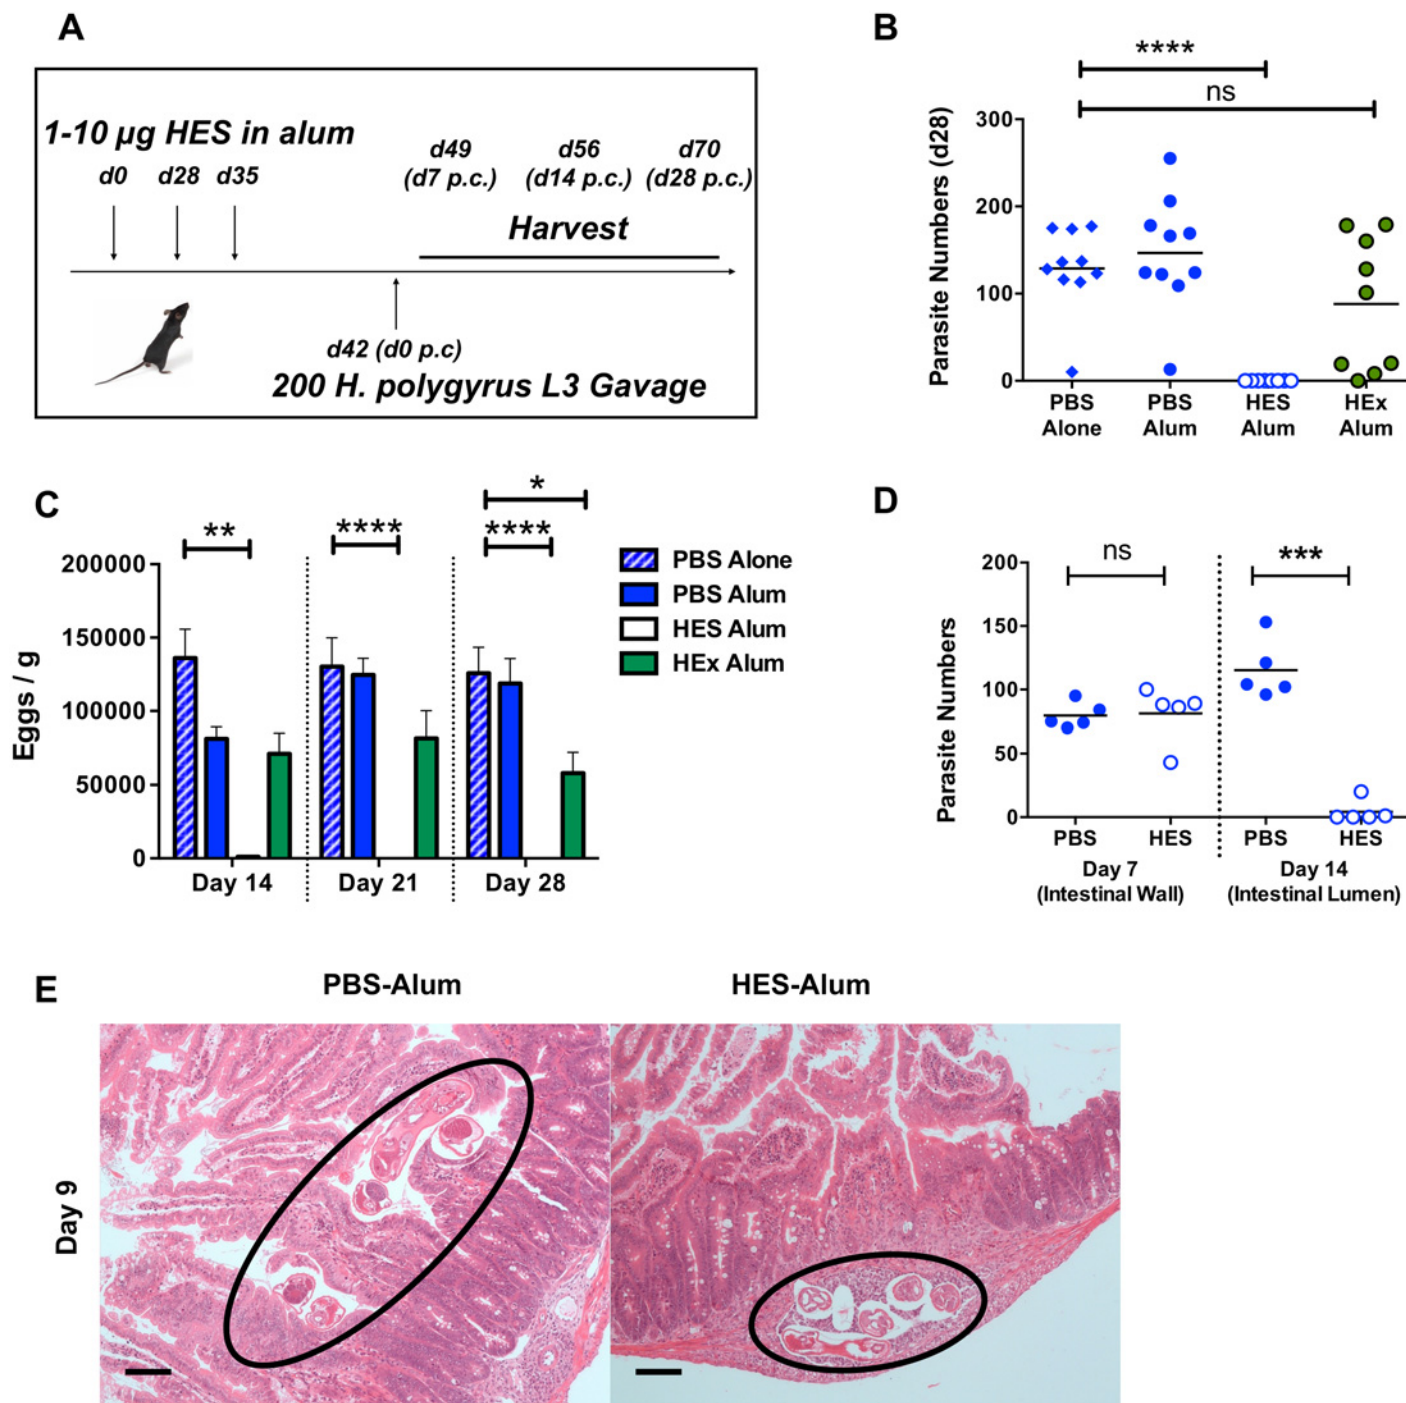 A
1-10 µg HES in alum
d0 d28 d35
d49 d56 d70
(d7 p.c.) (d14 p.c.) (d28 p.c.)
Harvest
d42 (d0 p.c)
200 H. polygyrus L3 Gavage
B
****
ns
Parasite Numbers (d28)
300
200
100
0
PBS PBS HES HEx
Alone Alum Alum Alum
C
** **** * ****
Eggs / g
200000
150000
100000
50000
0
Day 14 Day 21 Day 28
PBS Alone
PBS Alum
HES Alum
HEx Alum
D
ns ***
Parasite Numbers
200
150
100
50
0
PBS HES PBS HES
Day 7 Day 14
(Intestinal Wall) (Intestinal Lumen)
E
PBS-Alum HES-Alum
Day 9